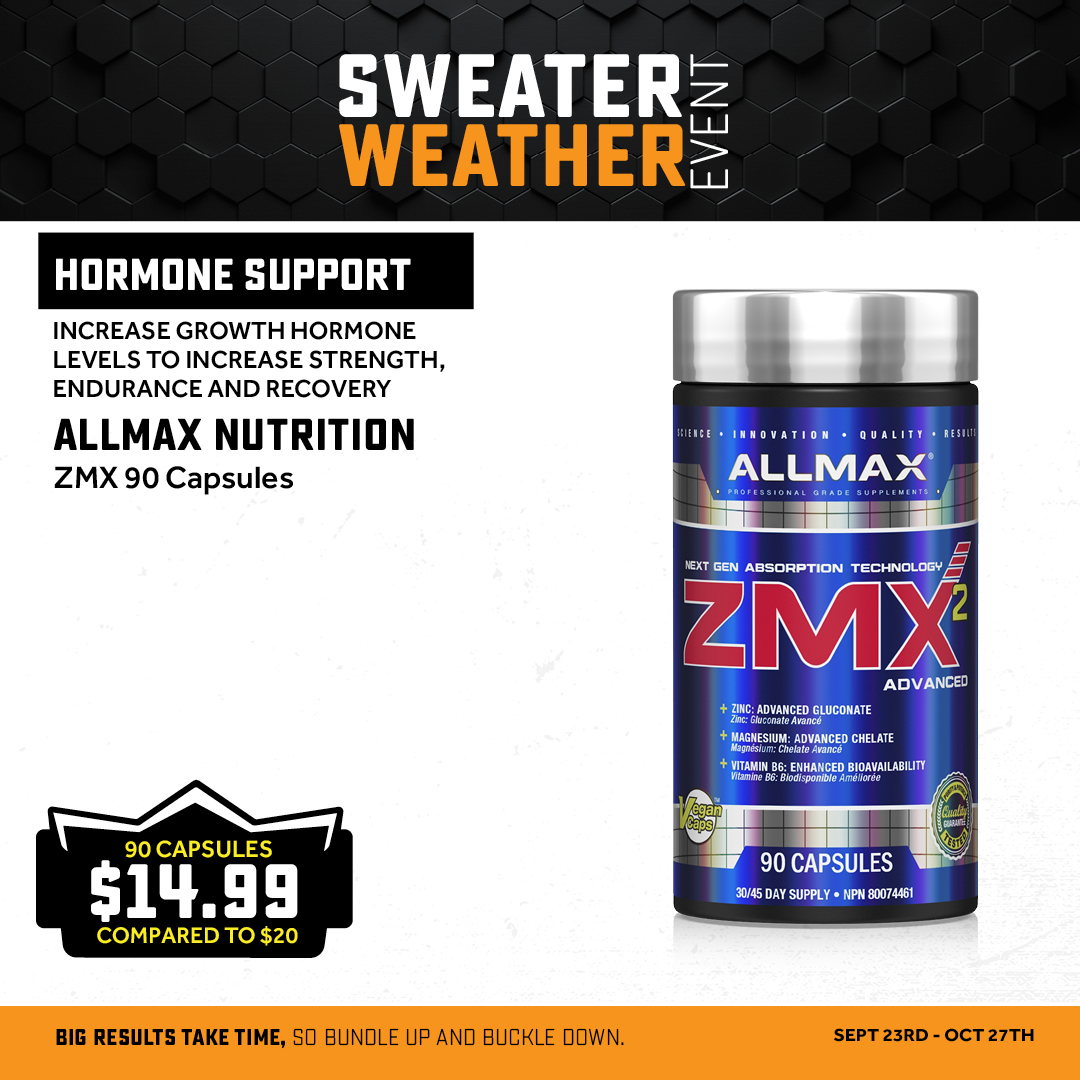 SWEATER
WEATHER
EVENT
HORMONE SUPPORT
INCREASE GROWTH HORMONE
LEVELS TO INCREASE STRENGTH,
ENDURANCE AND RECOVERY
ALLMAX NUTRITION
ZMX 90 Capsules
SCIENCE • INNOVATION • QUALITY • RESULTS
ALLMAX®
• PROFESSIONAL GRADE SUPPLEMENTS •
NEXT GEN ABSORPTION TECHNOLOGY
ZMX2
ADVANCED
+ ZINC: ADVANCED GLUCONATE
Zinc: Gluconate Avancé
+ MAGNESIUM: ADVANCED CHELATE
Magnésium: Chelate Avancé
+ VITAMIN B6: ENHANCED BIOAVAILABILITY
Vitamine B6: Biodisponible Améliorée
Vegan™
Caps
Quality
GUARANTEE
TESTED
90 CAPSULES
30/45 DAY SUPPLY • NPN 80074461
90 CAPSULES
$14.99
COMPARED TO $20
BIG RESULTS TAKE TIME, SO BUNDLE UP AND BUCKLE DOWN.
SEPT 23RD - OCT 27TH